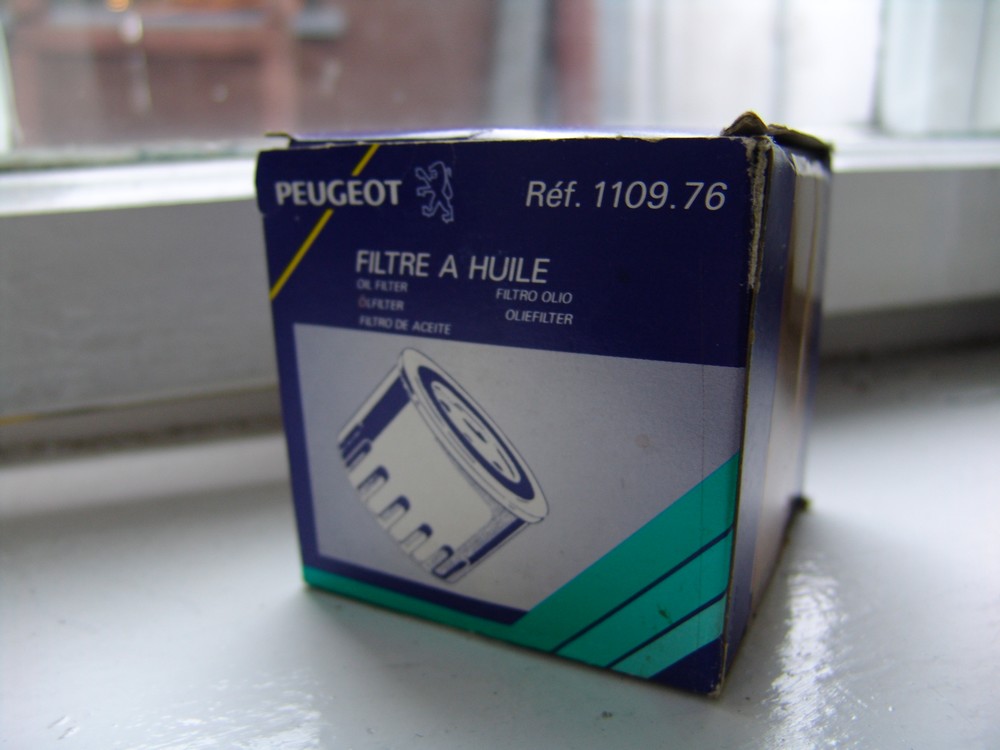 PEUGEOT
Réf. 1109.76
FILTRE A HUILE
OIL FILTER
FILTRO OLIO
ÖLFILTER
OLIEFILTER
FILTRO DE ACEITE